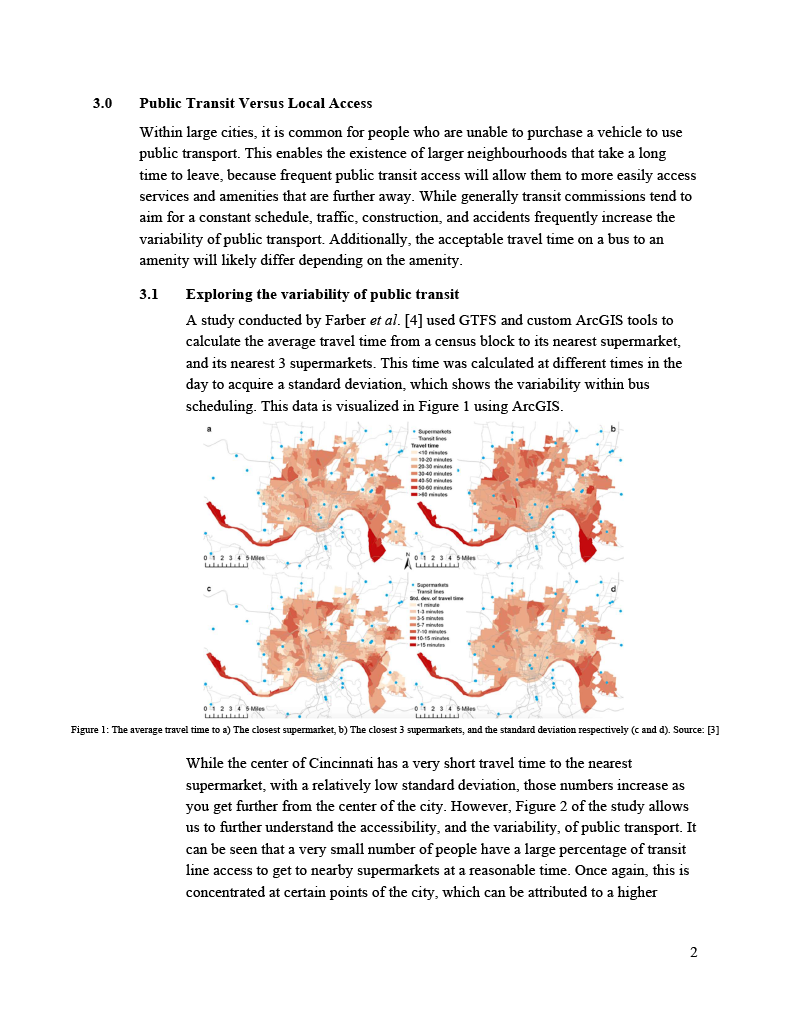 3.0 Public Transit Versus Local Access
Within large cities, it is common for people who are unable to purchase a vehicle to use
public transport. This enables the existence of larger neighbourhoods that take a long
time to leave, because frequent public transit access will allow them to more easily access
services and amenities that are further away. While generally transit commissions tend to
aim for a constant schedule, traffic, construction, and accidents frequently increase the
variability of public transport. Additionally, the acceptable travel time on a bus to an
amenity will likely differ depending on the amenity.
3.1 Exploring the variability of public transit
A study conducted by Farber et al. [4] used GTFS and custom ArcGIS tools to
calculate the average travel time from a census block to its nearest supermarket,
and its nearest 3 supermarkets. This time was calculated at different times in the
day to acquire a standard deviation, which shows the variability within bus
scheduling. This data is visualized in Figure 1 using ArcGIS.
a
b
Supermarkets
Transit lines
Travel time
<10 minutes
10-20 minutes
20-30 minutes
30-40 minutes
40-50 minutes
50-60 minutes
>60 minutes
0 1 2 3 4 5 Miles
N
0 1 2 3 4 5 Miles
c
d
Supermarkets
Transit lines
Std. dev. of travel time
<1 minute
1-3 minutes
3-5 minutes
5-7 minutes
7-10 minutes
10-15 minutes
>15 minutes
0 1 2 3 4 5 Miles
0 1 2 3 4 5 Miles
Figure 1: The average travel time to a) The closest supermarket, b) The closest 3 supermarkets, and the standard deviation respectively (c and d). Source: [3]
While the center of Cincinnati has a very short travel time to the nearest
supermarket, with a relatively low standard deviation, those numbers increase as
you get further from the center of the city. However, Figure 2 of the study allows
us to further understand the accessibility, and the variability, of public transport. It
can be seen that a very small number of people have a large percentage of transit
line access to get to nearby supermarkets at a reasonable time. Once again, this is
concentrated at certain points of the city, which can be attributed to a higher
2